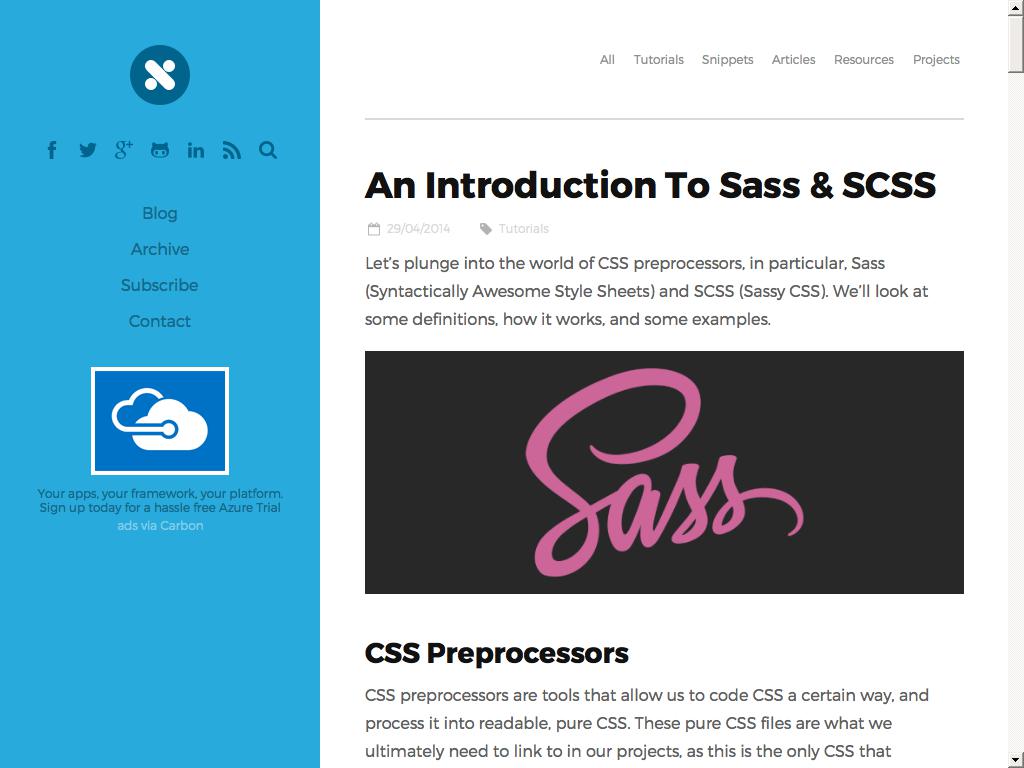 All Tutorials Snippets Articles Resources Projects
Blog
Archive
Subscribe
Contact
Your apps, your framework, your platform.
Sign up today for a hassle free Azure Trial
ads via Carbon
An Introduction To Sass & SCSS
29/04/2014 Tutorials
Let’s plunge into the world of CSS preprocessors, in particular, Sass
(Syntactically Awesome Style Sheets) and SCSS (Sassy CSS). We’ll look at
some definitions, how it works, and some examples.
Sass
CSS Preprocessors
CSS preprocessors are tools that allow us to code CSS a certain way, and
process it into readable, pure CSS. These pure CSS files are what we
ultimately need to link to in our projects, as this is the only CSS that